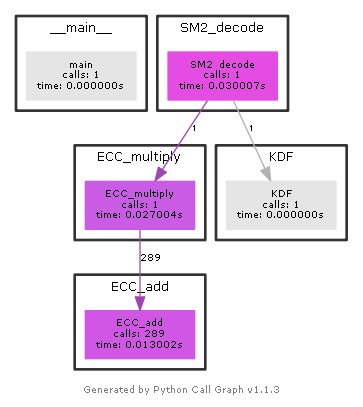 __main__
main
calls: 1
time: 0.000000s
SM2_decode
SM2_decode
calls: 1
time: 0.030007s
1
1
ECC_multiply
ECC_multiply
calls: 1
time: 0.027004s
KDF
KDF
calls: 1
time: 0.000000s
289
ECC_add
ECC_add
calls: 289
time: 0.013002s
Generated by Python Call Graph v1.1.3